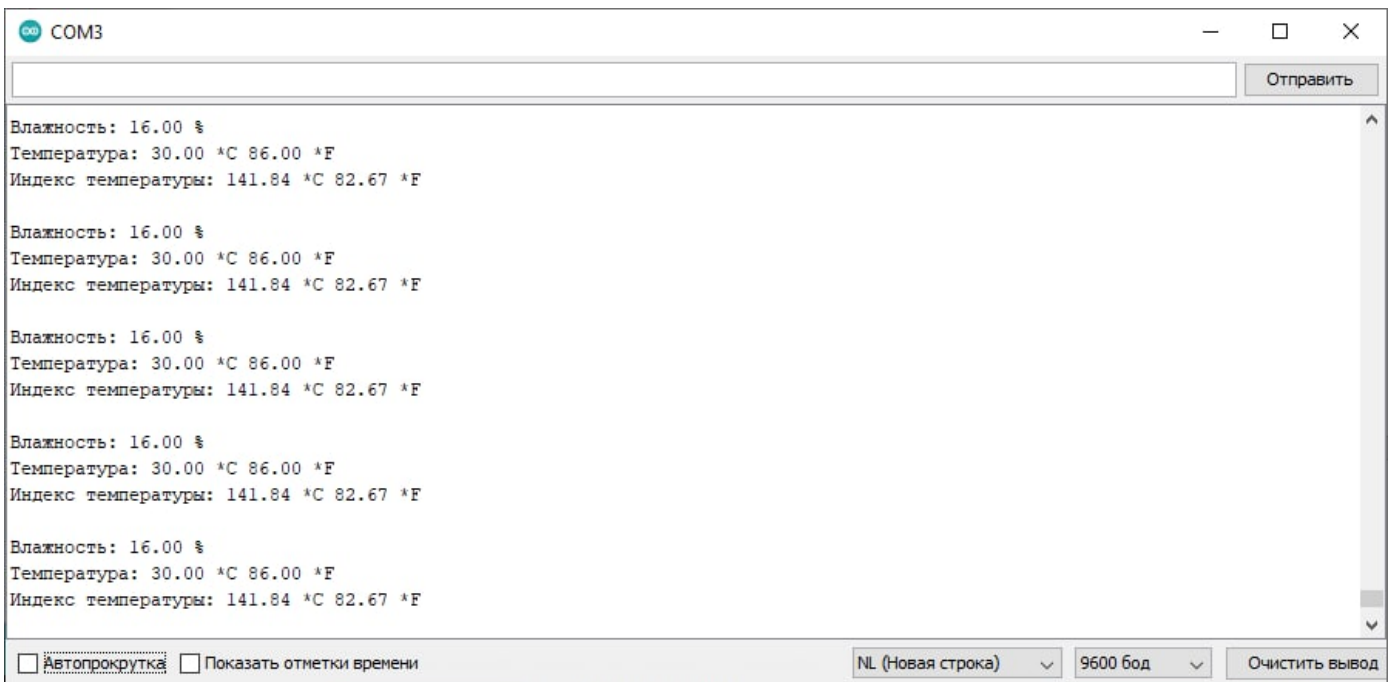 COM3
Отправить
Влажность: 16.00 %
Температура: 30.00 *C 86.00 *F
Индекс температуры: 141.84 *C 82.67 *F
Влажность: 16.00 %
Температура: 30.00 *C 86.00 *F
Индекс температуры: 141.84 *C 82.67 *F
Влажность: 16.00 %
Температура: 30.00 *C 86.00 *F
Индекс температуры: 141.84 *C 82.67 *F
Влажность: 16.00 %
Температура: 30.00 *C 86.00 *F
Индекс температуры: 141.84 *C 82.67 *F
Влажность: 16.00 %
Температура: 30.00 *C 86.00 *F
Индекс температуры: 141.84 *C 82.67 *F
Автопрокрутка Показать отметки времени NL (Новая строка) 9600 бод Очистить вывод